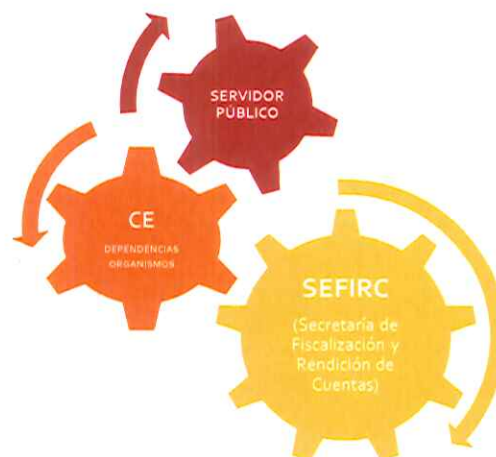 SERVIDOR
PÚBLICO
CE
DEPENDENCIAS
ORGANISMOS
SEFIRC
(Secretaría de
Fiscalización y
Rendición de
Cuentas)